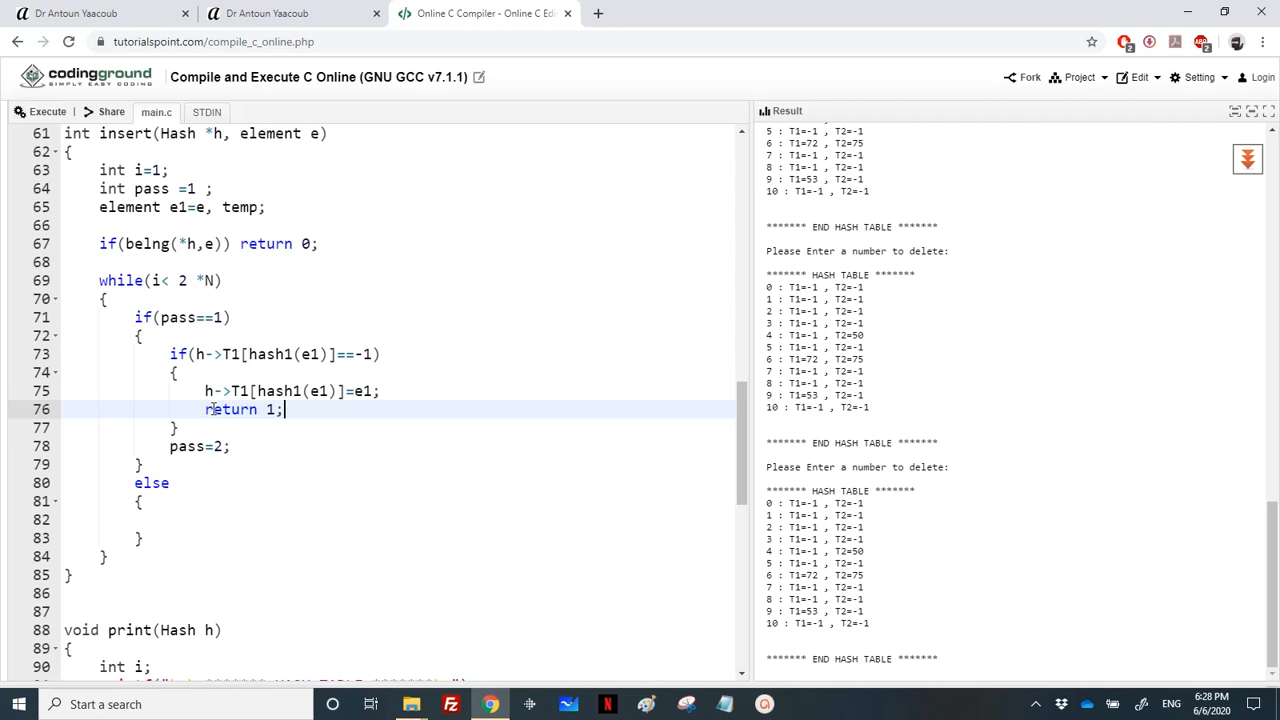 Dr Antoun Yaacoub
Dr Antoun Yaacoub
Online C Compiler - Online C Edi
tutorialspoint.com/compile_c_online.php
2
2
codingground
SIMPLY EASY CODING
Compile and Execute C Online (GNU GCC v7.1.1)
Fork
Project
Edit
Setting
Login
Execute
Share
main.c
STDIN
Result
61 int insert(Hash *h, element e)
62 {
63 int i=1;
64 int pass =1 ;
65 element e1=e, temp;
66
67 if(belng(*h,e)) return 0;
68
69 while(i< 2 *N)
70 {
71 if(pass==1)
72 {
73 if(h->T1[hash1(e1)]==-1)
74 {
75 h->T1[hash1(e1)]=e1;
76 return 1;
77 }
78 pass=2;
79 }
80 else
81 {
82
83 }
84 }
85 }
86
87
88 void print(Hash h)
89 {
90 int i;
5 : T1=-1 , T2=-1
6 : T1=72 , T2=75
7 : T1=-1 , T2=-1
8 : T1=-1 , T2=-1
9 : T1=53 , T2=-1
10 : T1=-1 , T2=-1
******* END HASH TABLE *******
Please Enter a number to delete:
******* HASH TABLE *******
0 : T1=-1 , T2=-1
1 : T1=-1 , T2=-1
2 : T1=-1 , T2=-1
3 : T1=-1 , T2=-1
4 : T1=-1 , T2=50
5 : T1=-1 , T2=-1
6 : T1=72 , T2=75
7 : T1=-1 , T2=-1
8 : T1=-1 , T2=-1
9 : T1=53 , T2=-1
10 : T1=-1 , T2=-1
******* END HASH TABLE *******
Please Enter a number to delete:
******* HASH TABLE *******
0 : T1=-1 , T2=-1
1 : T1=-1 , T2=-1
2 : T1=-1 , T2=-1
3 : T1=-1 , T2=-1
4 : T1=-1 , T2=50
5 : T1=-1 , T2=-1
6 : T1=72 , T2=75
7 : T1=-1 , T2=-1
8 : T1=-1 , T2=-1
9 : T1=53 , T2=-1
10 : T1=-1 , T2=-1
******* END HASH TABLE *******
Type here to search
ENG
6:28 PM
6/6/2020